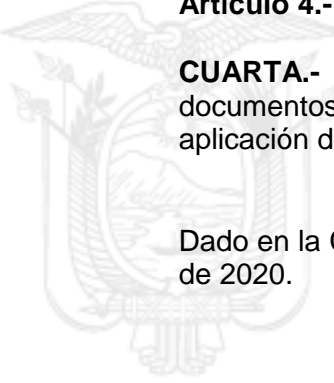 Artículo 4.-
CUARTA.-
documentos
aplicación d
Dado en la
de 2020.